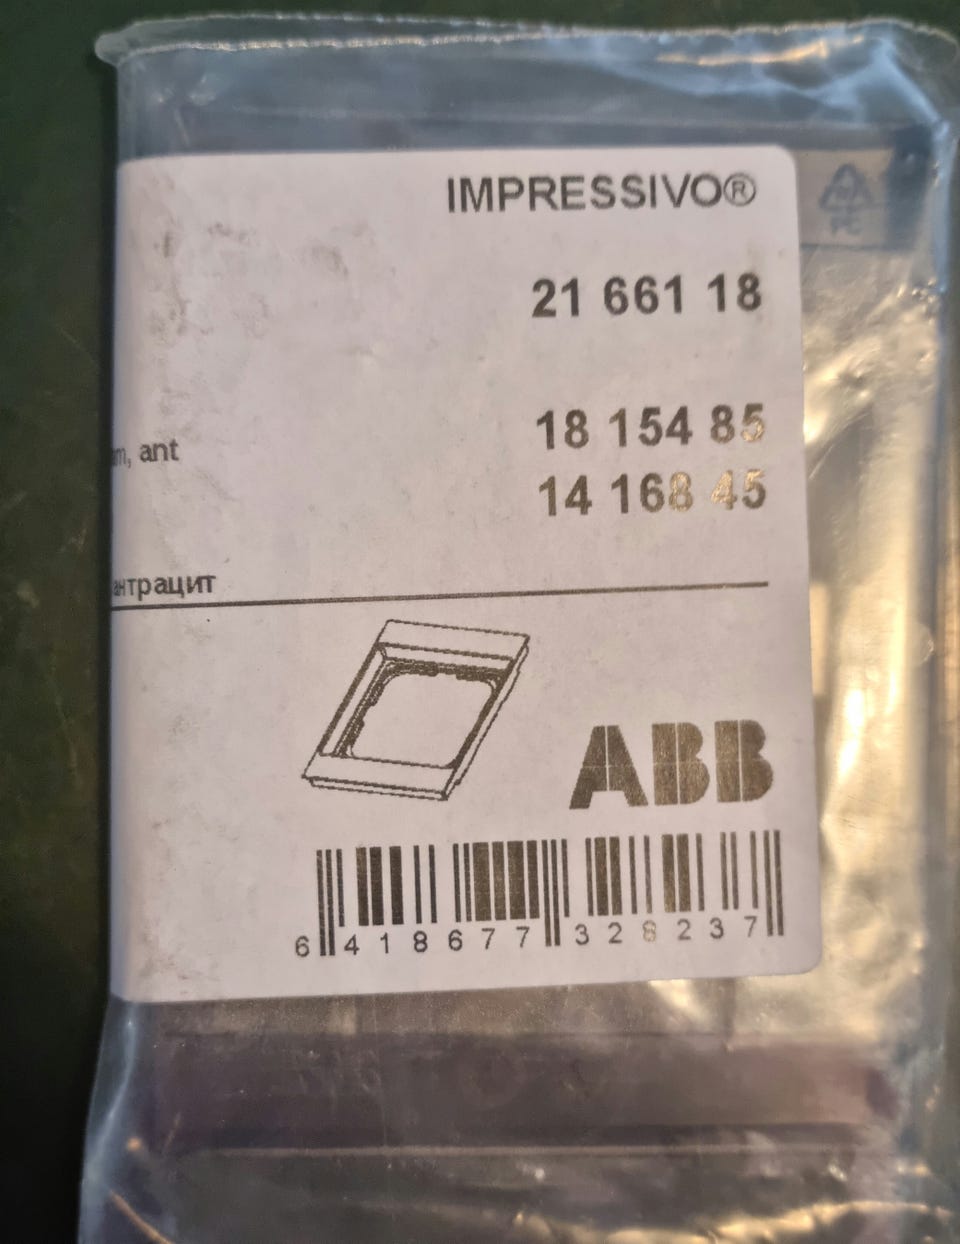 IMPRESSIVO®
21 661 18
18 154 85
m, ant
14 168 45
антрацит
ABB
6 418677 328237